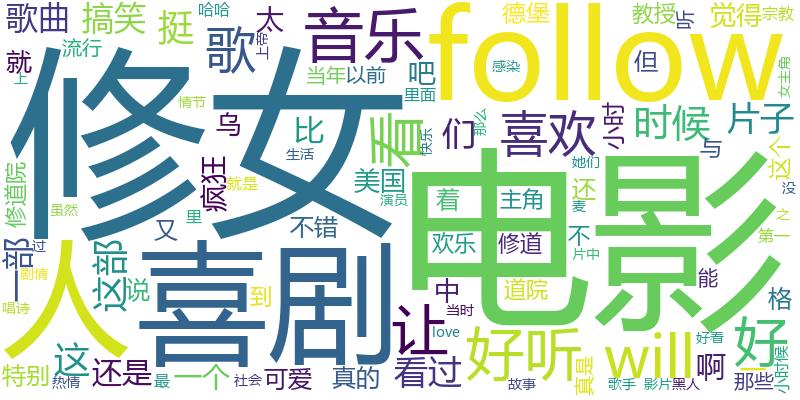 歌曲 搞笑 挺 哈哈 太 上帝 音乐 follow 德堡 教授 与 觉得 宗教
就 流行 上 歌 当年 以前 吧 里面 感染 但 女主角
修女 情节 乌 比 看 快乐 们 喜欢 那么 小时 时候 片子
修道院 疯狂 生活 美国 电影 她们 与 这个
虽然 就是 演员 着 主角 还 麦 没
一部 过 人 这部 里 又 不错 欢乐 修道 不 片中 之 第一
剧情 说 喜剧 到 中 道院 能 格
唱诗 让 当时 love 好听 will 好看 好
特别 这 热情 还是 最 一个 社会 可爱 真的 看过 故事 真是 歌手 影片 黑人 啊 那些 一 小时候